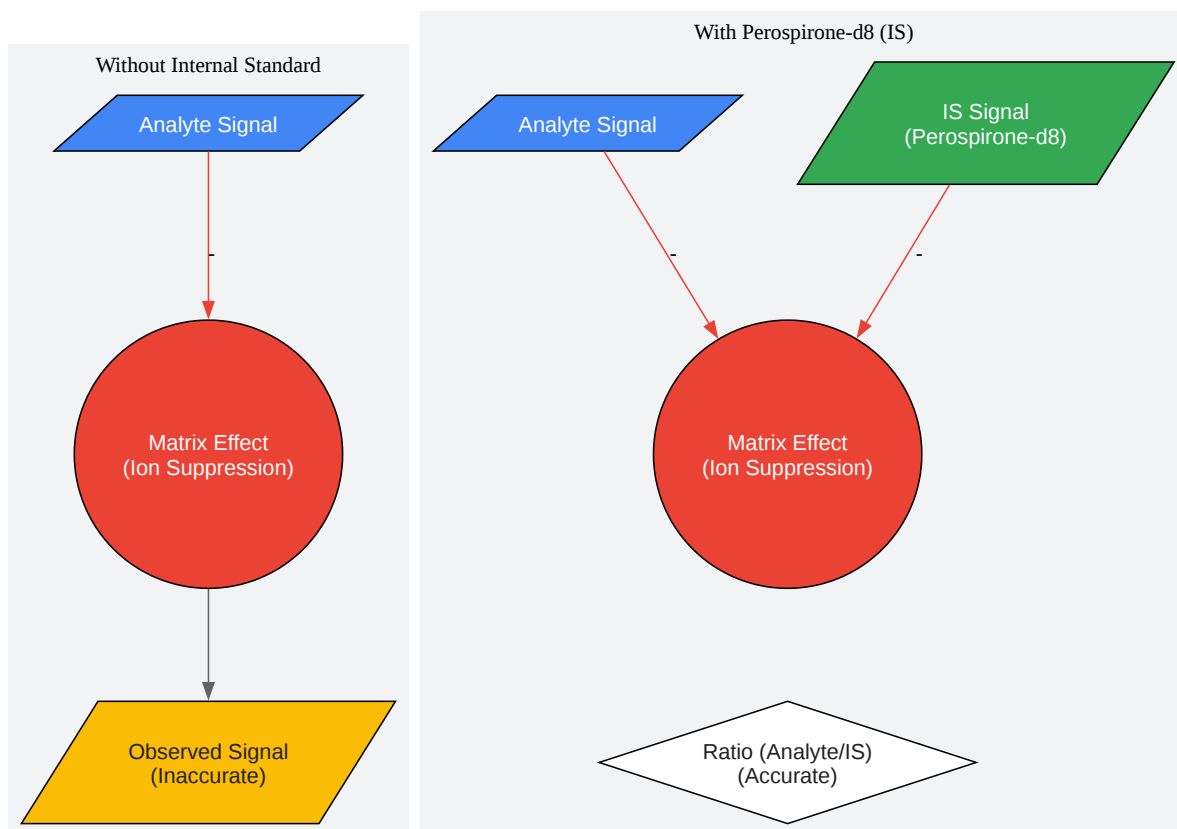 Without Internal Standard
Analyte Signal
-
Matrix Effect
(Ion Suppression)
Observed Signal
(Inaccurate)
With Perospirone-d8 (IS)
Analyte Signal
IS Signal
(Perospirone-d8)
-
-
Matrix Effect
(Ion Suppression)
Ratio (Analyte/IS)
(Accurate)